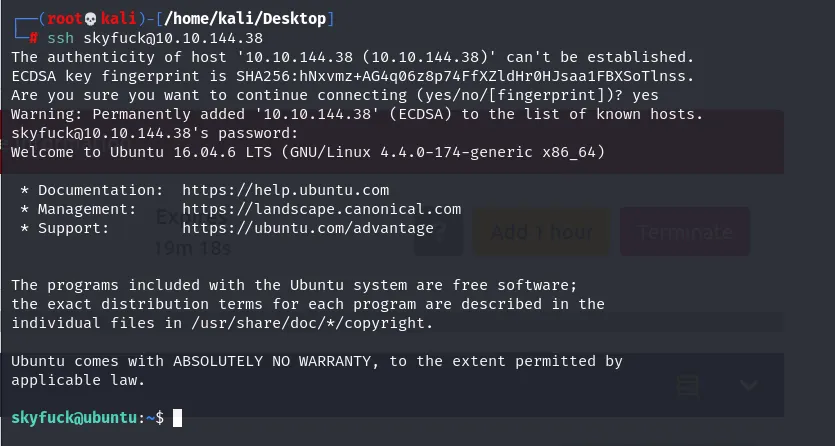 ┌──(root💀kali)-[/home/kali/Desktop]
└─# ssh skyfuck@10.10.144.38
The authenticity of host '10.10.144.38 (10.10.144.38)' can't be established.
ECDSA key fingerprint is SHA256:hNxvmz+AG4q06z8p74FfXZldHr0HJsaa1FBXSoTlnss.
Are you sure you want to continue connecting (yes/no/[fingerprint])? yes
Warning: Permanently added '10.10.144.38' (ECDSA) to the list of known hosts.
skyfuck@10.10.144.38's password:
Welcome to Ubuntu 16.04.6 LTS (GNU/Linux 4.4.0-174-generic x86_64)
* Documentation: https://help.ubuntu.com
* Management: https://landscape.canonical.com
* Support: https://ubuntu.com/advantage
Expires
19m 18s
?
Add 1 hour
Terminate
The programs included with the Ubuntu system are free software;
the exact distribution terms for each program are described in the
individual files in /usr/share/doc/*/copyright.
Ubuntu comes with ABSOLUTELY NO WARRANTY, to the extent permitted by
applicable law.
skyfuck@ubuntu:~$